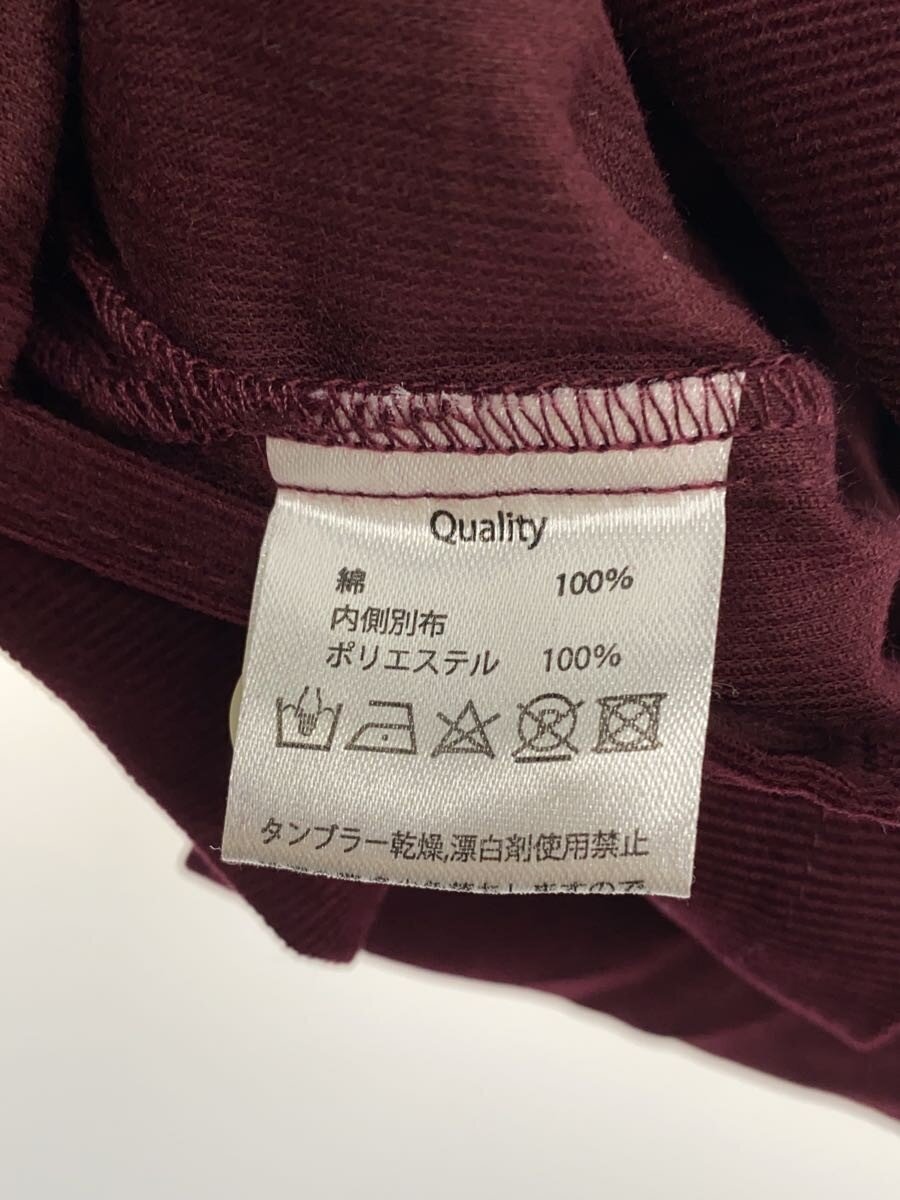 Quality
綿 100%
内側別布
ポリエステル 100%
タンブラー乾燥,漂白剤使用禁止